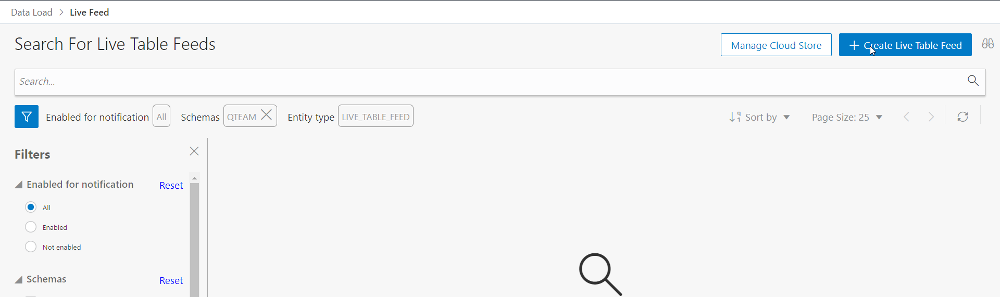 Data Load > Live Feed
Search For Live Table Feeds
Manage Cloud Store
+ Create Live Table Feed
Search...
Enabled for notification All Schemas QTEAM Entity type LIVE_TABLE_FEED
Sort by Page Size: 25
Filters
Enabled for notification Reset
All
Enabled
Not enabled
Schemas Reset